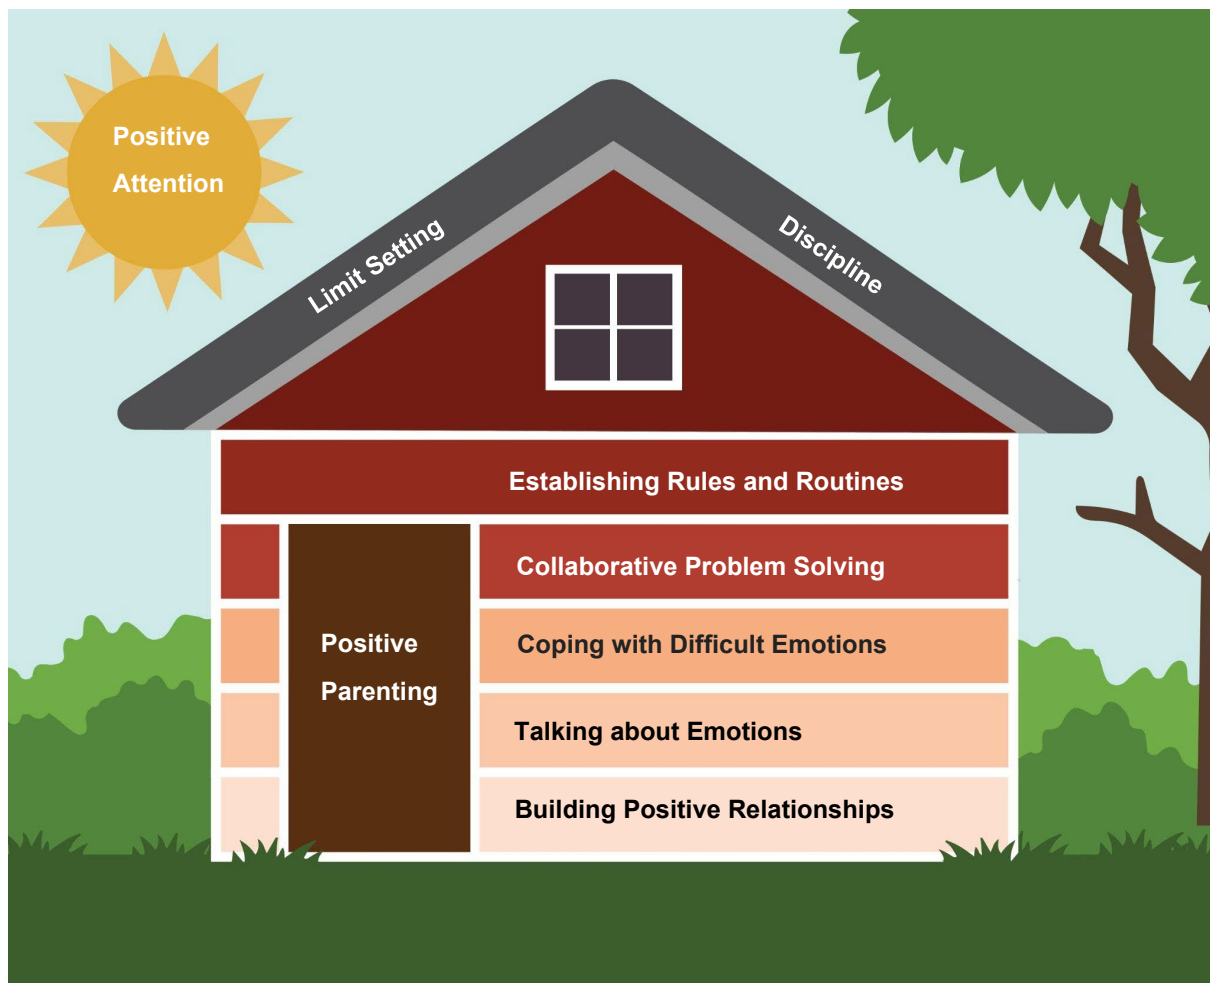 Positive
Attention
Limit Setting
Discipline
Establishing Rules and Routines
Collaborative Problem Solving
Positive
Parenting
Coping with Difficult Emotions
Talking about Emotions
Building Positive Relationships